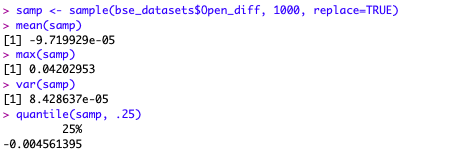 > samp <- sample(bse_datasets$Open_diff, 1000, replace=TRUE)
> mean(samp)
[1] -9.719929e-05
> max(samp)
[1] 0.04202953
> var(samp)
[1] 8.428637e-05
> quantile(samp, .25)
25%
-0.004561395